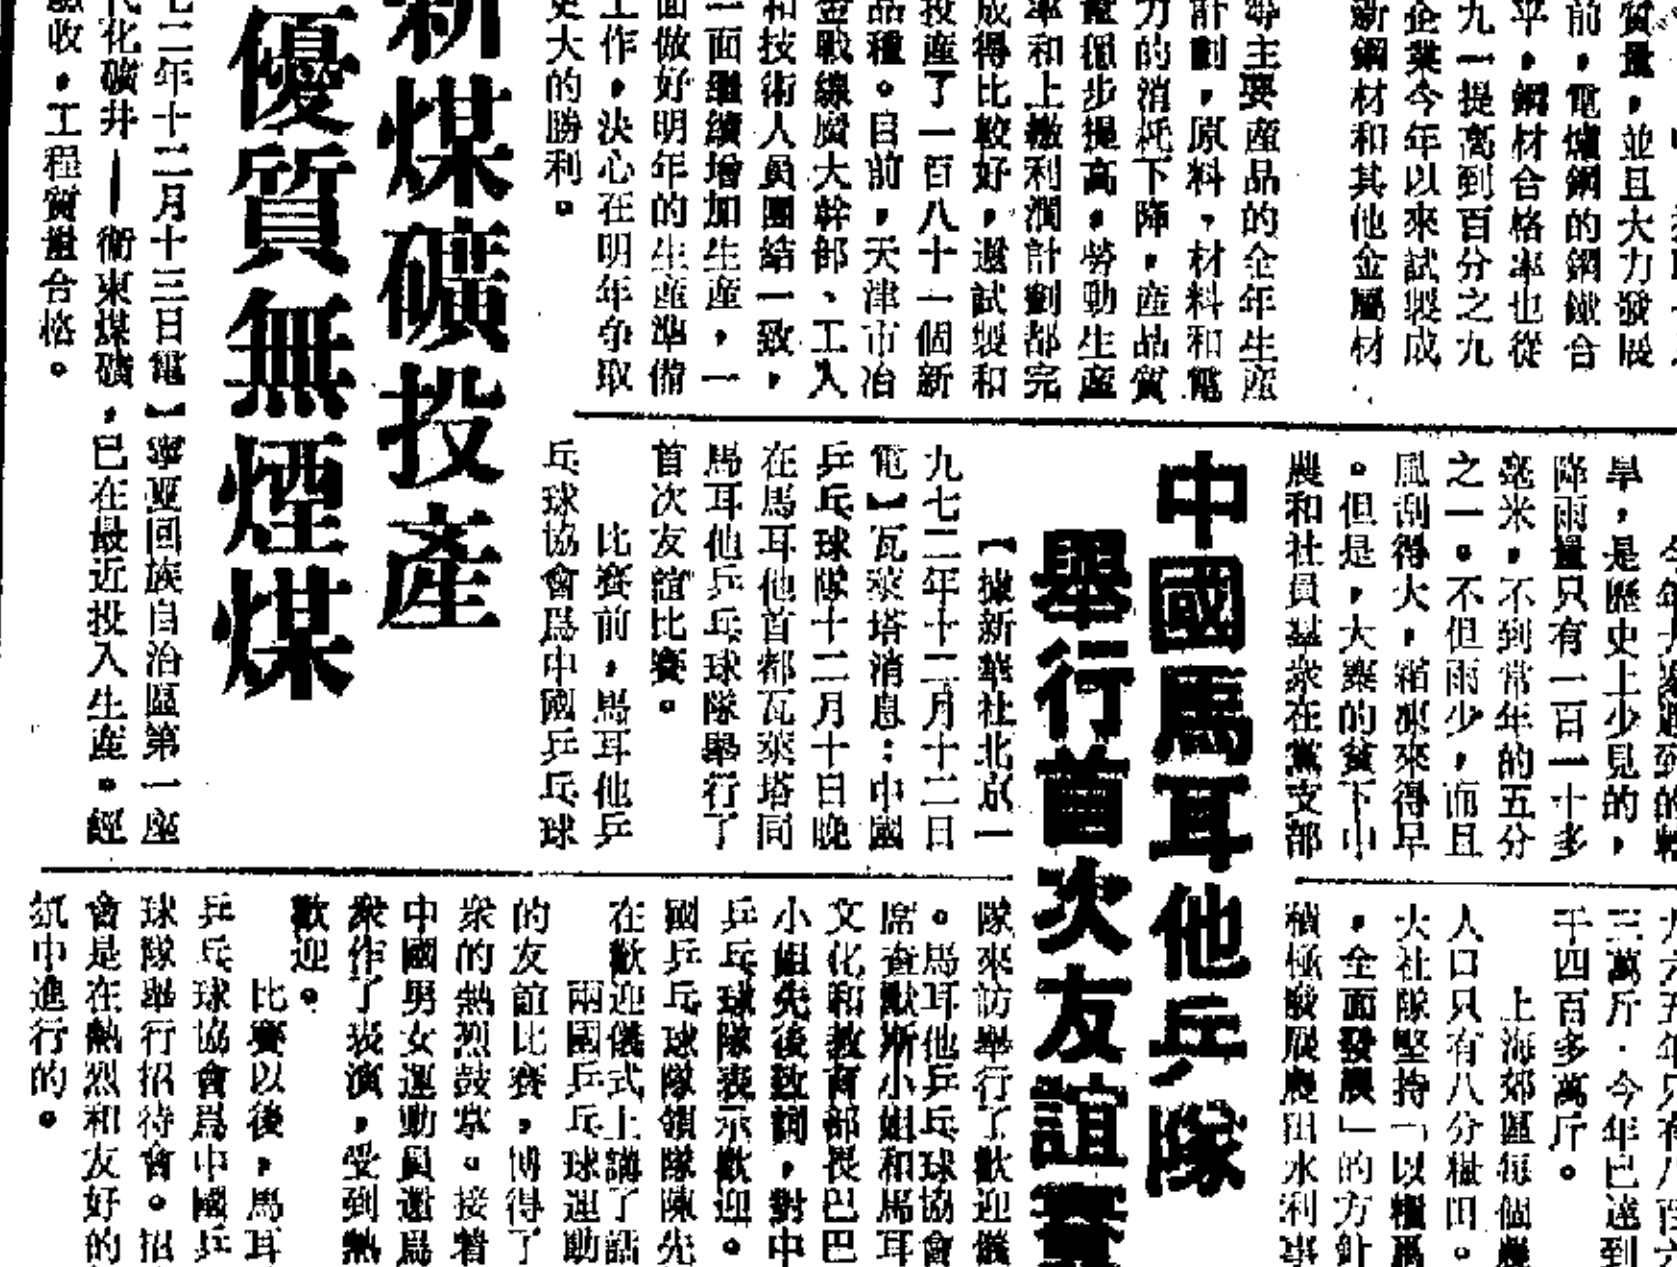 質量，並且大力發展
前，電爐鋼的鋼鐵合
平，鋼材合格率也從
九一提高到百分之九
企業今年以來試製成
新鋼材和其他金屬材
等主要產品的全年生產
計劃，原料、材料和電
力的消耗下降，產品質
量穩步提高，勞動生產
率和上繳利潤計劃都完
成得比較好，還試製和
投產了一百八十一個新
品種。目前，天津市冶
金戰線廣大幹部、工人
和技術人員團結一致，
一面繼續增加生產，一
面做好明年的生產準備
工作，決心在明年爭取
更大的勝利。
旱，是歷史上少見的，
降雨量只有一百一十多
毫米，不到常年的五分
之一。不但雨少，而且
風刮得大，霜凍來得早
。但是，大寨的貧下中
農和社員羣衆在黨支部
三萬斤．今年已達到
千四百多萬斤。
上海郊區每個農
人口只有八分糧田。
大社隊堅持「以糧爲
，全面發展」的方針
積極發展農田水利事
中國馬耳他乒乓隊
舉行首次友誼賽
【據新華社北京一
九七二年十二月十二日
電】瓦萊塔消息：中國
乒乓球隊十二月十日晚
在馬耳他首都瓦萊塔同
馬耳他乒乓球隊舉行了
首次友誼比賽。
比賽前，馬耳他乒
乓球協會爲中國乒乓球
隊來訪舉行了歡迎儀
。馬耳他乒乓球協會
席查獻斯小姐和馬耳
文化和教育部長巴巴
小姐先後致詞，對中
乒乓球隊表示歡迎。
國乒乓球隊領隊陳先
在歡迎儀式上講了話
兩國乒乓球運動
的友誼比賽，博得了
衆的熱烈鼓掌。接着
中國男女運動員還爲
衆作了表演，受到熱
歡迎。
比賽以後，馬耳
乒乓球協會爲中國乒
球隊舉行招待會。招
會是在熱烈和友好的
氣中進行的。
新煤礦投產
優質無煙煤
七二年十二月十三日電】寧夏回族自治區第一座
代化礦井——衞東煤礦，已在最近投入生產。經
驗收，工程質量合格。